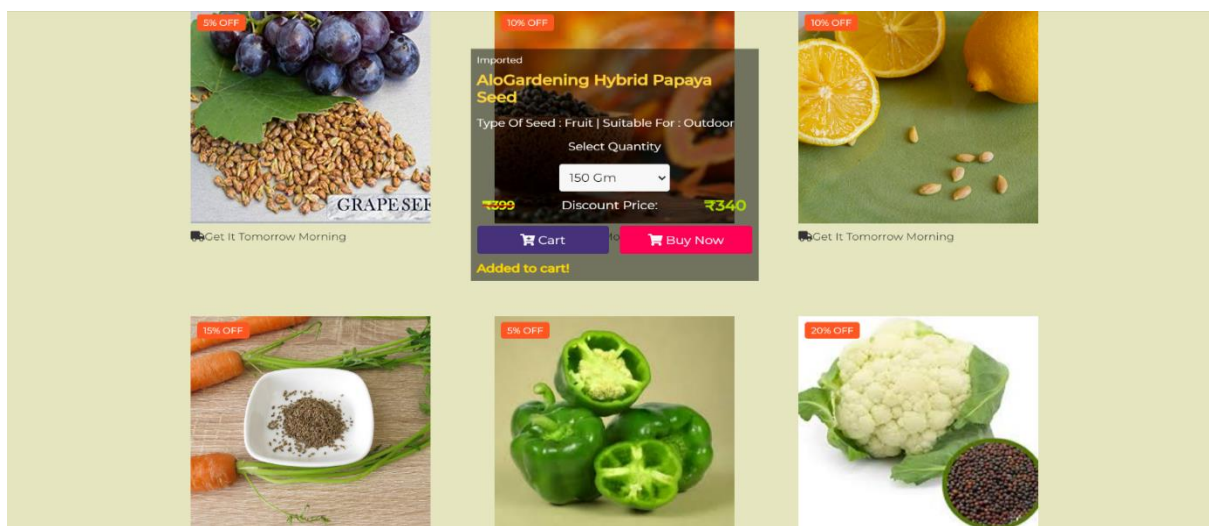 5% OFF
10% OFF
10% OFF
Imported
AloGardening Hybrid Papaya
Seed
Type Of Seed : Fruit | Suitable For : Outdoor
Select Quantity
150 Gm
₹399 Discount Price: ₹340
GRAPE SEE
Get It Tomorrow Morning
Cart
Buy Now
Get It Tomorrow Morning
Added to cart!
15% OFF
5% OFF
20% OFF